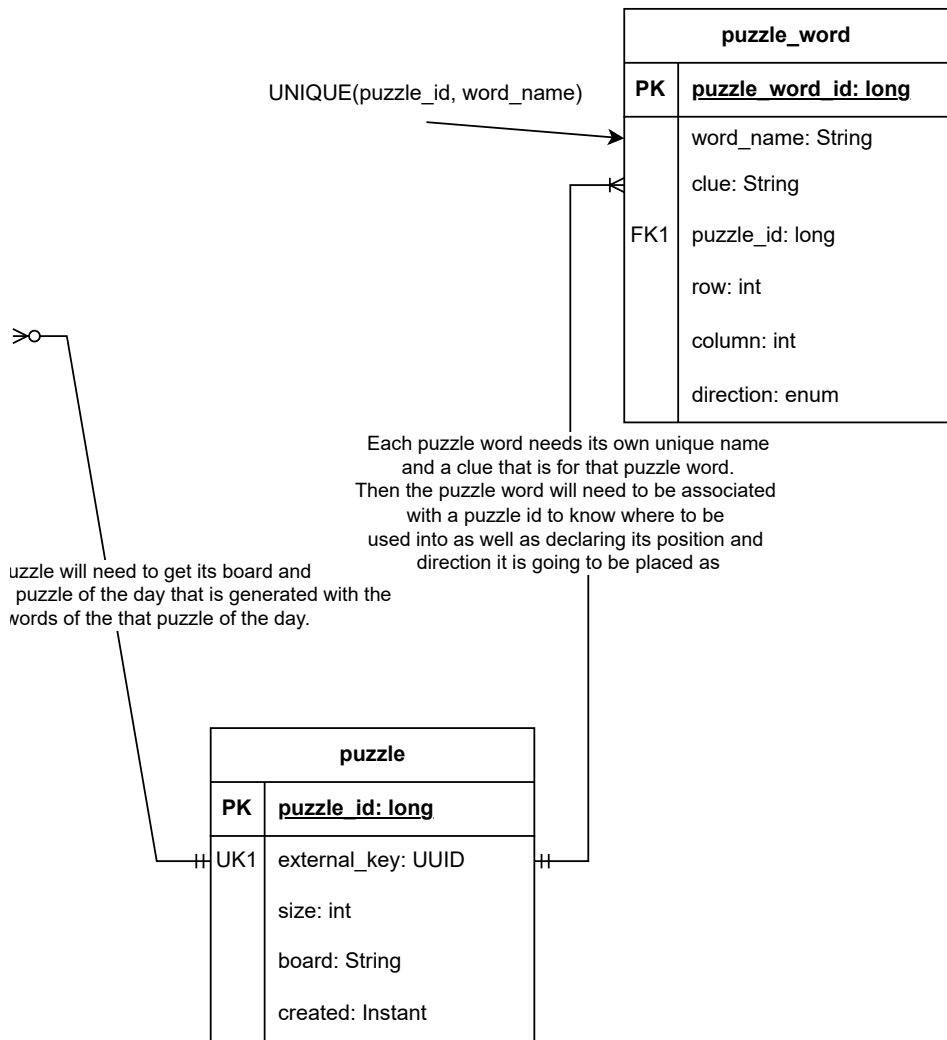 puzzle_word
UNIQUE(puzzle_id, word_name)
PK puzzle_word_id: long
word_name: String
clue: String
FK1 puzzle_id: long
row: int
column: int
direction: enum
Each puzzle word needs its own unique name
and a clue that is for that puzzle word.
Then the puzzle word will need to be associated
with a puzzle id to know where to be
used into as well as declaring its position and
direction it is going to be placed as
uzzle will need to get its board and
puzzle of the day that is generated with the
words of the that puzzle of the day.
puzzle
PK puzzle_id: long
UK1 external_key: UUID
size: int
board: String
created: Instant